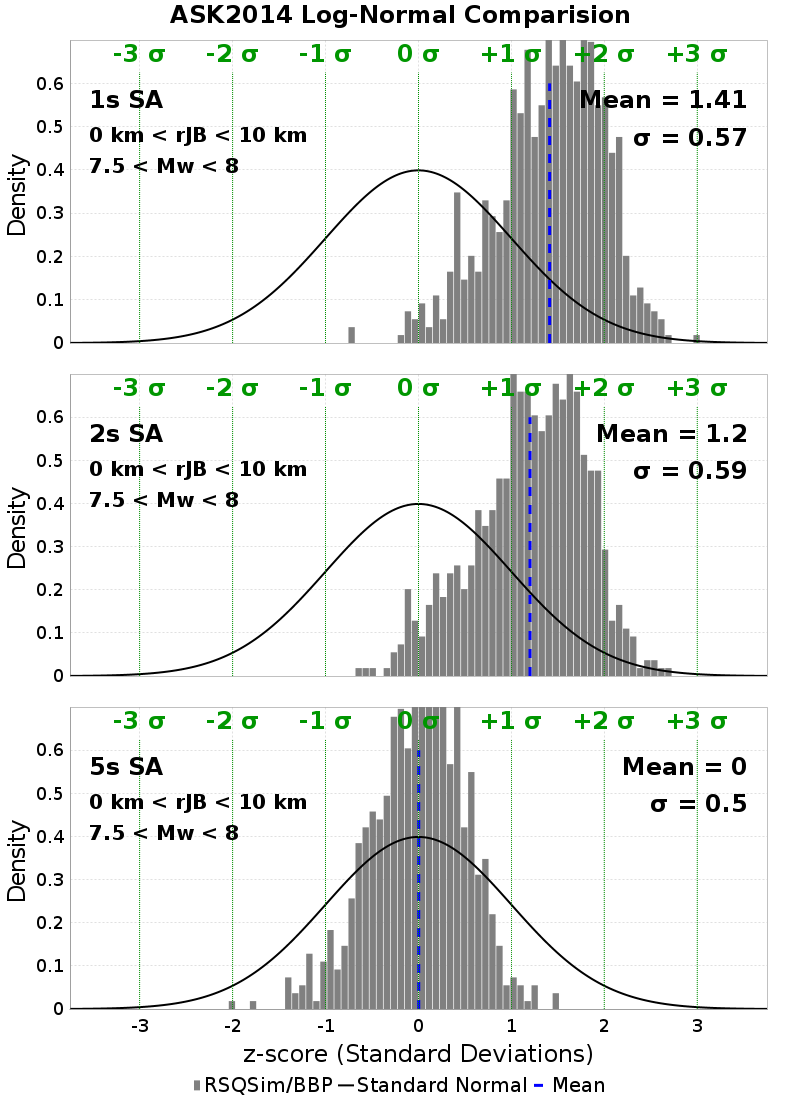 ASK2014 Log-Normal Comparision
-3 σ -2 σ -1 σ 0 σ +1 σ +2 σ +3 σ
1s SA
Mean = 1.41
0 km < rJB < 10 km
σ = 0.57
7.5 < Mw < 8
Density
0.6
0.5
0.4
0.3
0.2
0.1
0
-3 σ -2 σ -1 σ 0 σ +1 σ +2 σ +3 σ
2s SA
Mean = 1.2
0 km < rJB < 10 km
σ = 0.59
7.5 < Mw < 8
Density
0.6
0.5
0.4
0.3
0.2
0.1
0
-3 σ -2 σ -1 σ 0 σ +1 σ +2 σ +3 σ
5s SA
Mean = 0
0 km < rJB < 10 km
σ = 0.5
7.5 < Mw < 8
Density
0.6
0.5
0.4
0.3
0.2
0.1
0
-3 -2 -1 0 1 2 3
z-score (Standard Deviations)
RSQSim/BBP Standard Normal Mean